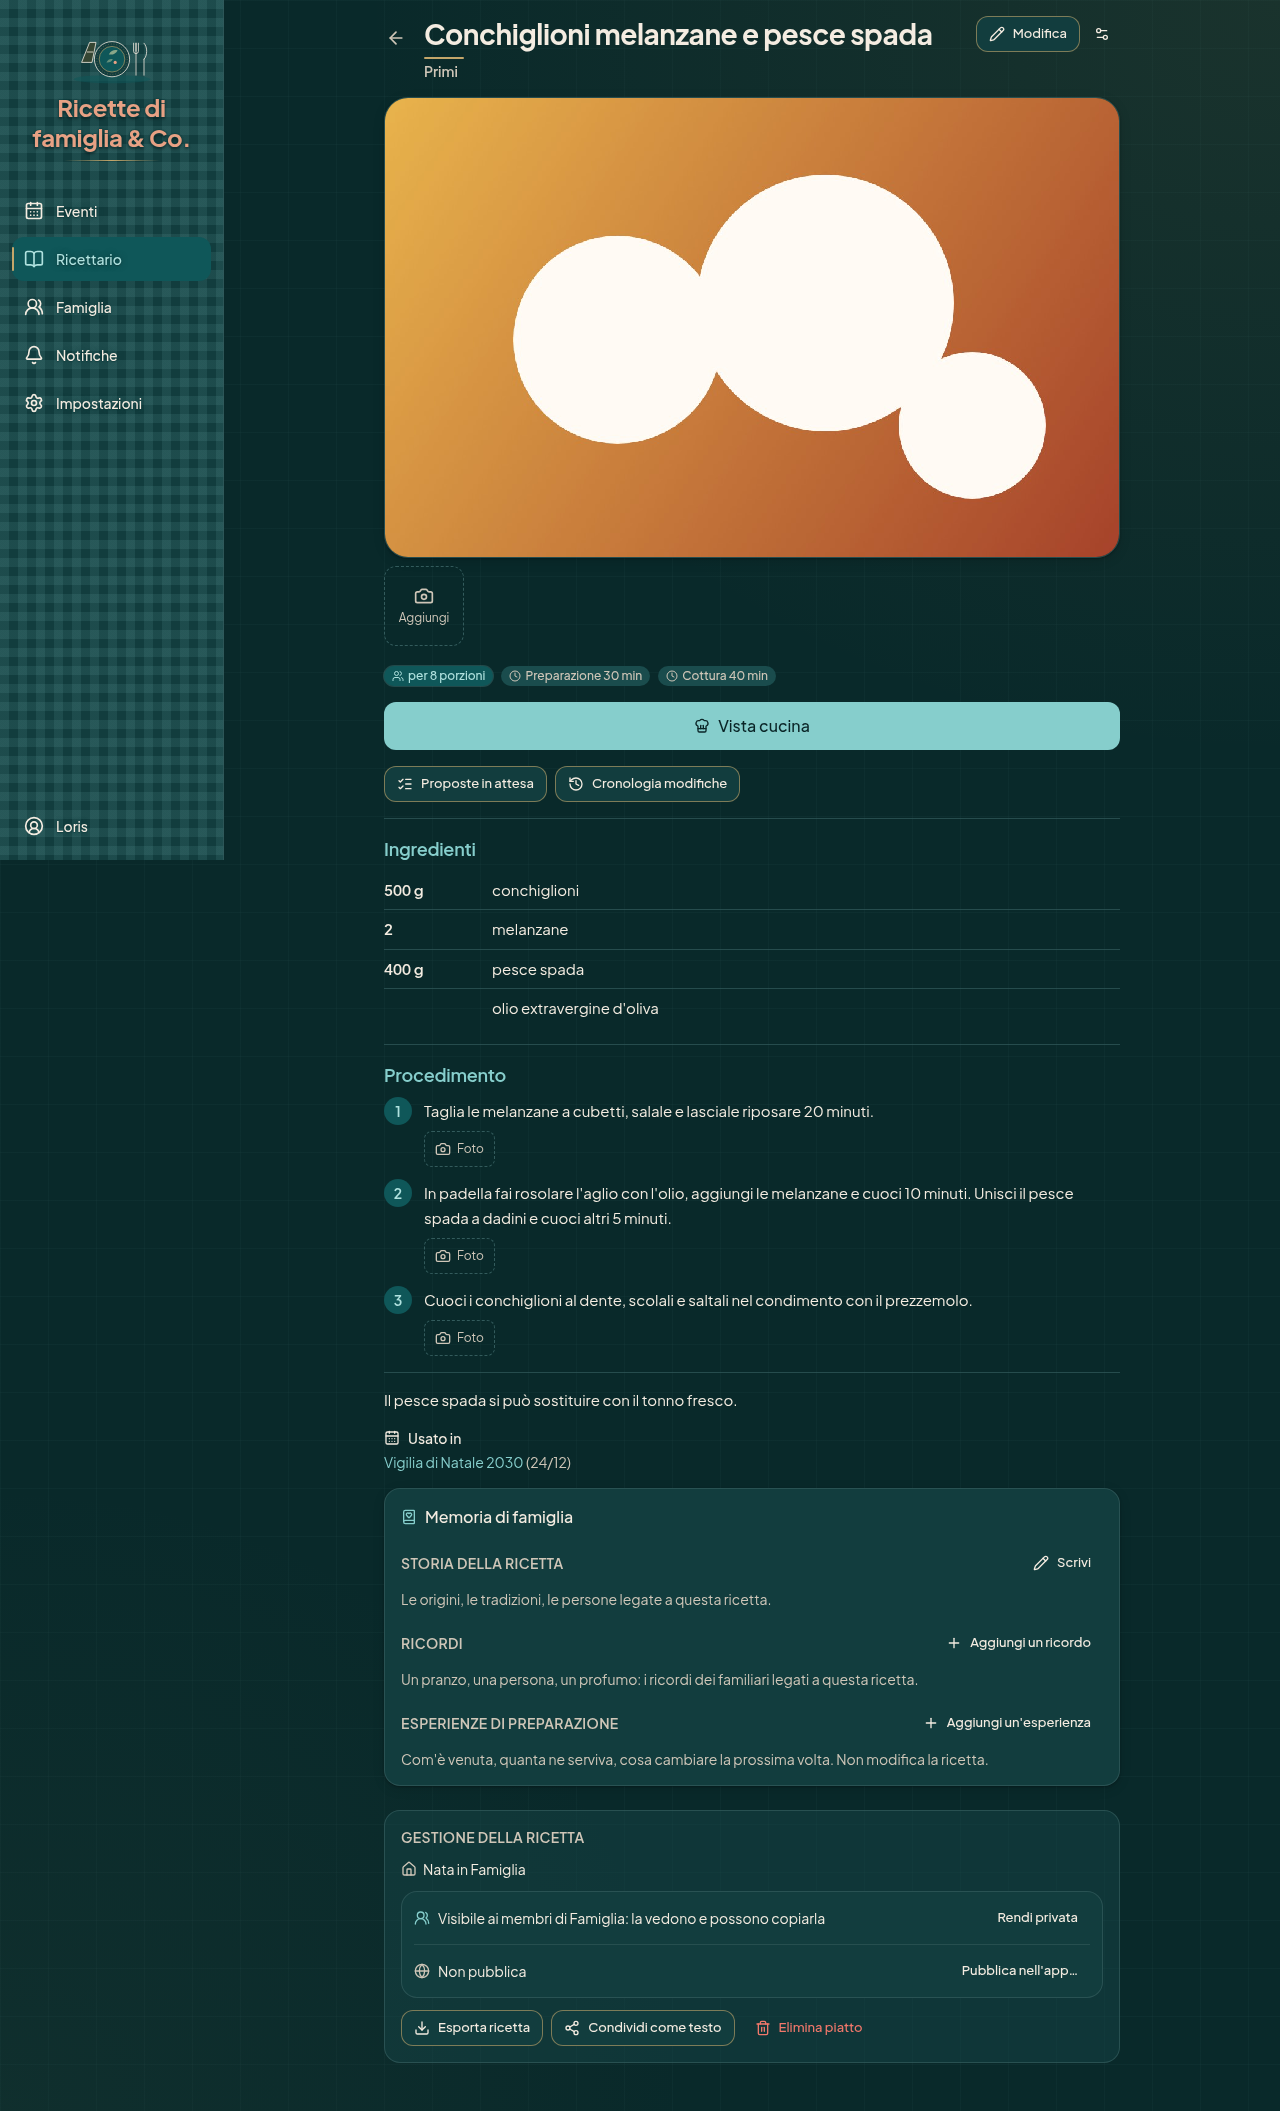 Ricette di
famiglia & Co.
Eventi
Ricettario
Famiglia
Notifiche
Impostazioni
Loris
Conchiglioni melanzane e pesce spada
Primi
Modifica
Aggiungi
per 8 porzioni
Preparazione 30 min
Cottura 40 min
Vista cucina
Proposte in attesa
Cronologia modifiche
Ingredienti
500 g conchiglioni
2 melanzane
400 g pesce spada
olio extravergine d'oliva
Procedimento
1 Taglia le melanzane a cubetti, salale e lasciale riposare 20 minuti.
Foto
2 In padella fai rosolare l'aglio con l'olio, aggiungi le melanzane e cuoci 10 minuti. Unisci il pesce
spada a dadini e cuoci altri 5 minuti.
Foto
3 Cuoci i conchiglioni al dente, scolali e saltali nel condimento con il prezzemolo.
Foto
Il pesce spada si può sostituire con il tonno fresco.
Usato in
Vigilia di Natale 2030 (24/12)
Memoria di famiglia
STORIA DELLA RICETTA
Scrivi
Le origini, le tradizioni, le persone legate a questa ricetta.
RICORDI
Aggiungi un ricordo
Un pranzo, una persona, un profumo: i ricordi dei familiari legati a questa ricetta.
ESPERIENZE DI PREPARAZIONE
Aggiungi un'esperienza
Com'è venuta, quanta ne serviva, cosa cambiare la prossima volta. Non modifica la ricetta.
GESTIONE DELLA RICETTA
Nata in Famiglia
Visibile ai membri di Famiglia: la vedono e possono copiarla
Rendi privata
Non pubblica
Pubblica nell'app…
Esporta ricetta
Condividi come testo
Elimina piatto